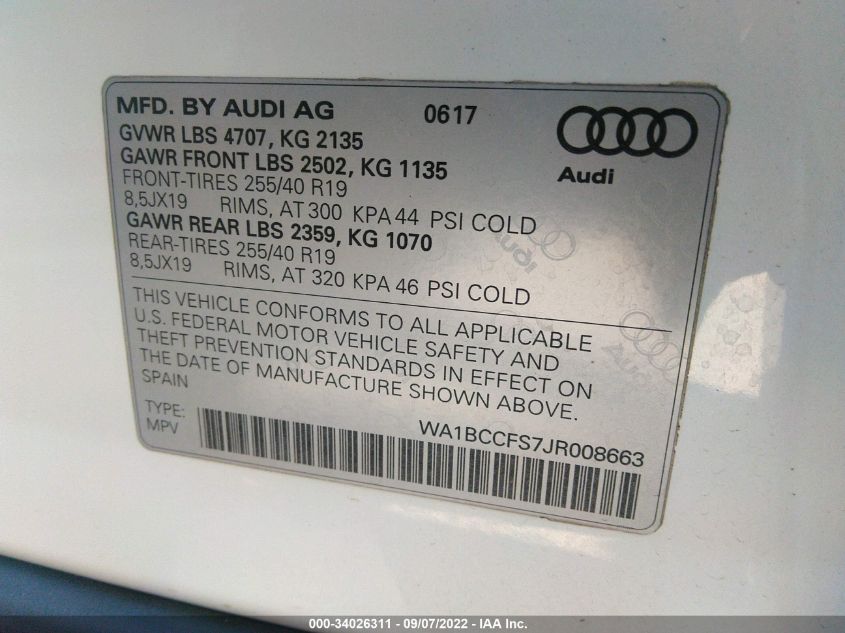 MFD. BY AUDI AG 0617
GVWR LBS 4707, KG 2135
GAWR FRONT LBS 2502, KG 1135
FRONT-TIRES 255/40 R19
8,5JX19 RIMS, AT 300 KPA 44 PSI COLD
GAWR REAR LBS 2359, KG 1070
REAR-TIRES 255/40 R19
8,5JX19 RIMS, AT 320 KPA 46 PSI COLD
Audi
Audi
Audi
THIS VEHICLE CONFORMS TO ALL APPLICABLE
U.S. FEDERAL MOTOR VEHICLE SAFETY AND
THEFT PREVENTION STANDARDS IN EFFECT ON
THE DATE OF MANUFACTURE SHOWN ABOVE.
SPAIN
TYPE: WA1BCCFS7JR008663
MPV
000-34026311 - 09/07/2022 - IAA Inc.